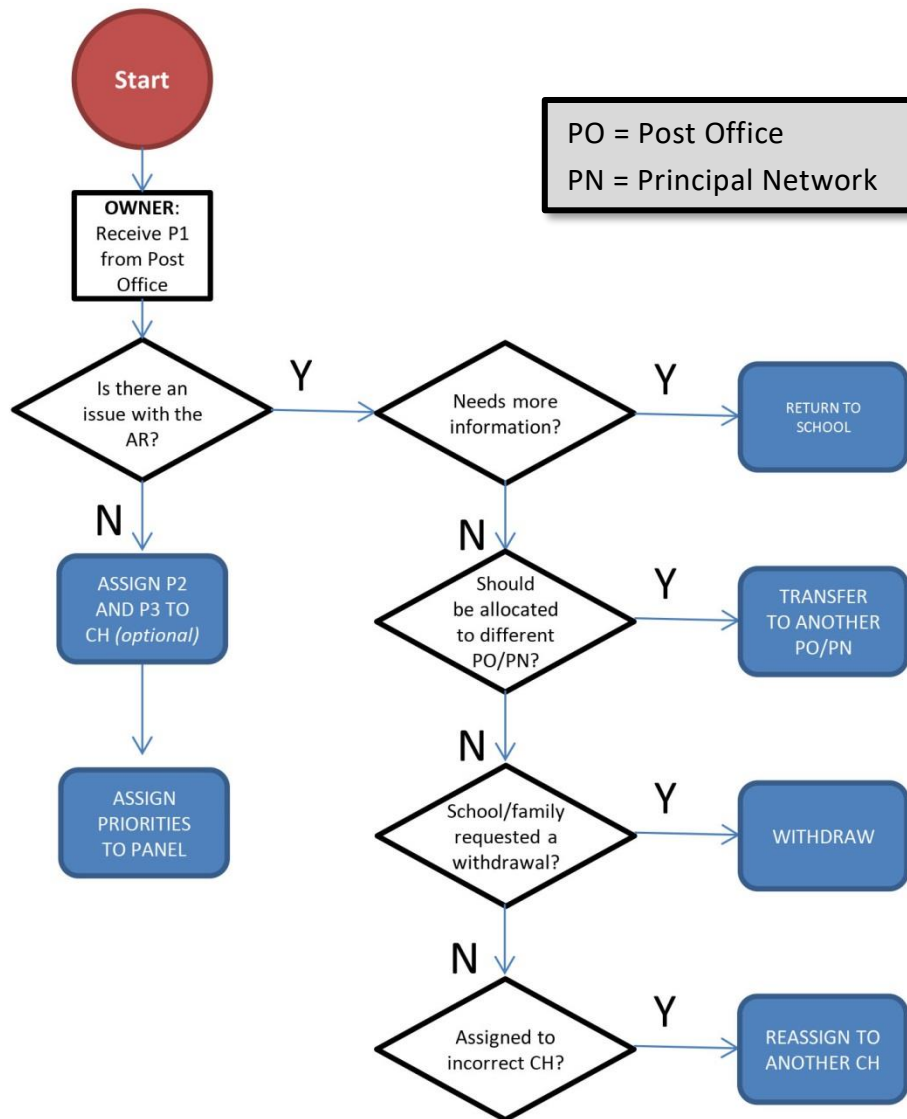 Start
PO = Post Office
PN = Principal Network
OWNER:
Receive P1
from Post
Office
Is there an
issue with the
AR?
Y
Needs more
information?
Y
RETURN TO
SCHOOL
N
N
ASSIGN P2
AND P3 TO
CH (optional)
Should
be allocated
to different
PO/PN?
Y
TRANSFER
TO ANOTHER
PO/PN
N
ASSIGN
PRIORITIES
TO PANEL
School/family
requested a
withdrawal?
Y
WITHDRAW
N
Assigned to
incorrect CH?
Y
REASSIGN TO
ANOTHER CH